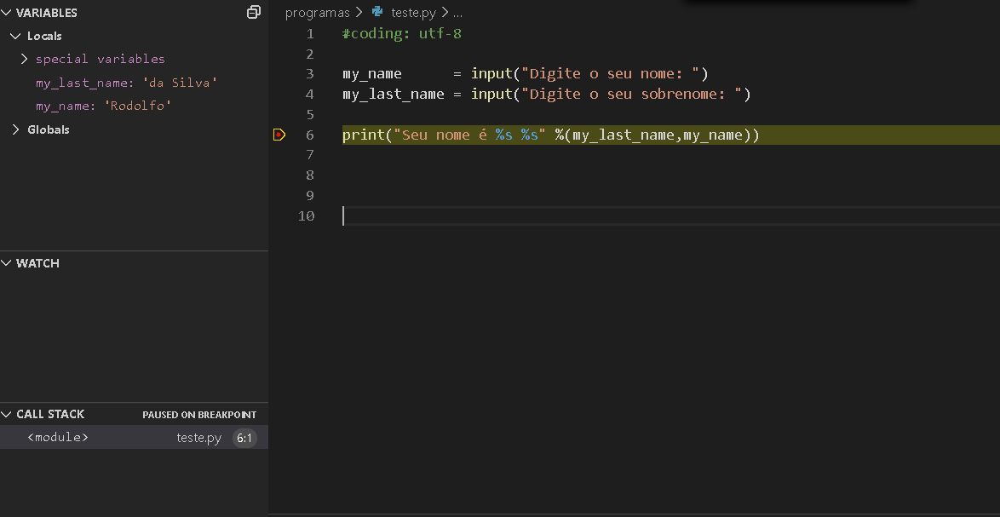 VARIABLES
Locals
special variables
my_last_name: 'da Silva'
my_name: 'Rodolfo'
Globals
WATCH
CALL STACK PAUSED ON BREAKPOINT
<module> teste.py 6:1
programas > teste.py > ...
1 #coding: utf-8
2
3 my_name      = input("Digite o seu nome: ")
4 my_last_name = input("Digite o seu sobrenome: ")
5
6 print("Seu nome é %s %s" %(my_last_name,my_name))
7
8
9
10